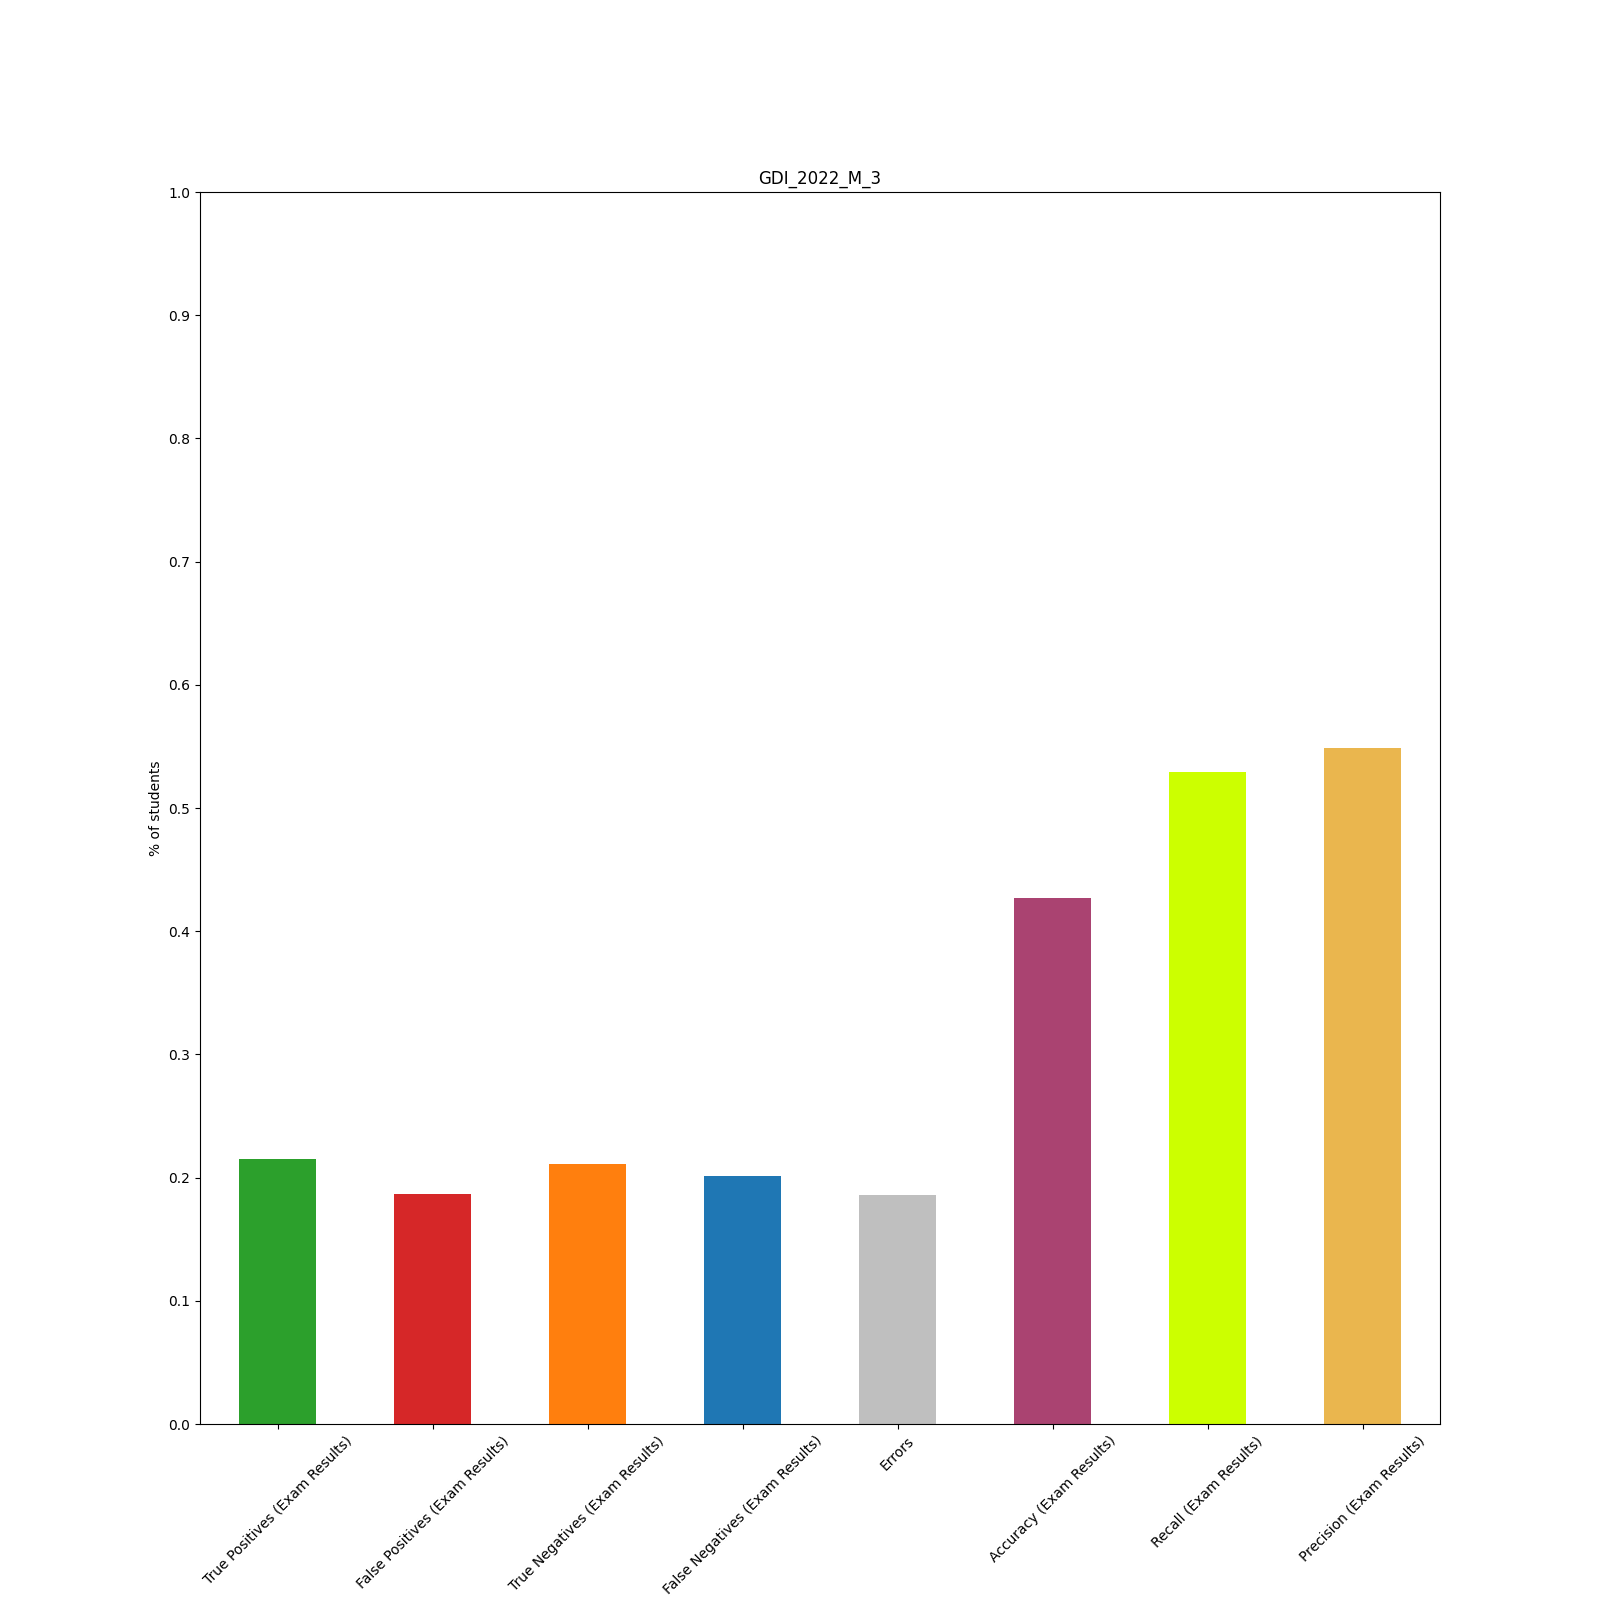 GDI_2022_M_3
1.0
0.9
0.8
0.7
0.6
0.5
0.4
0.3
0.2
0.1
0.0
% of students
True Positives (Exam Results)
False Positives (Exam Results)
True Negatives (Exam Results)
False Negatives (Exam Results)
Errors
Accuracy (Exam Results)
Recall (Exam Results)
Precision (Exam Results)